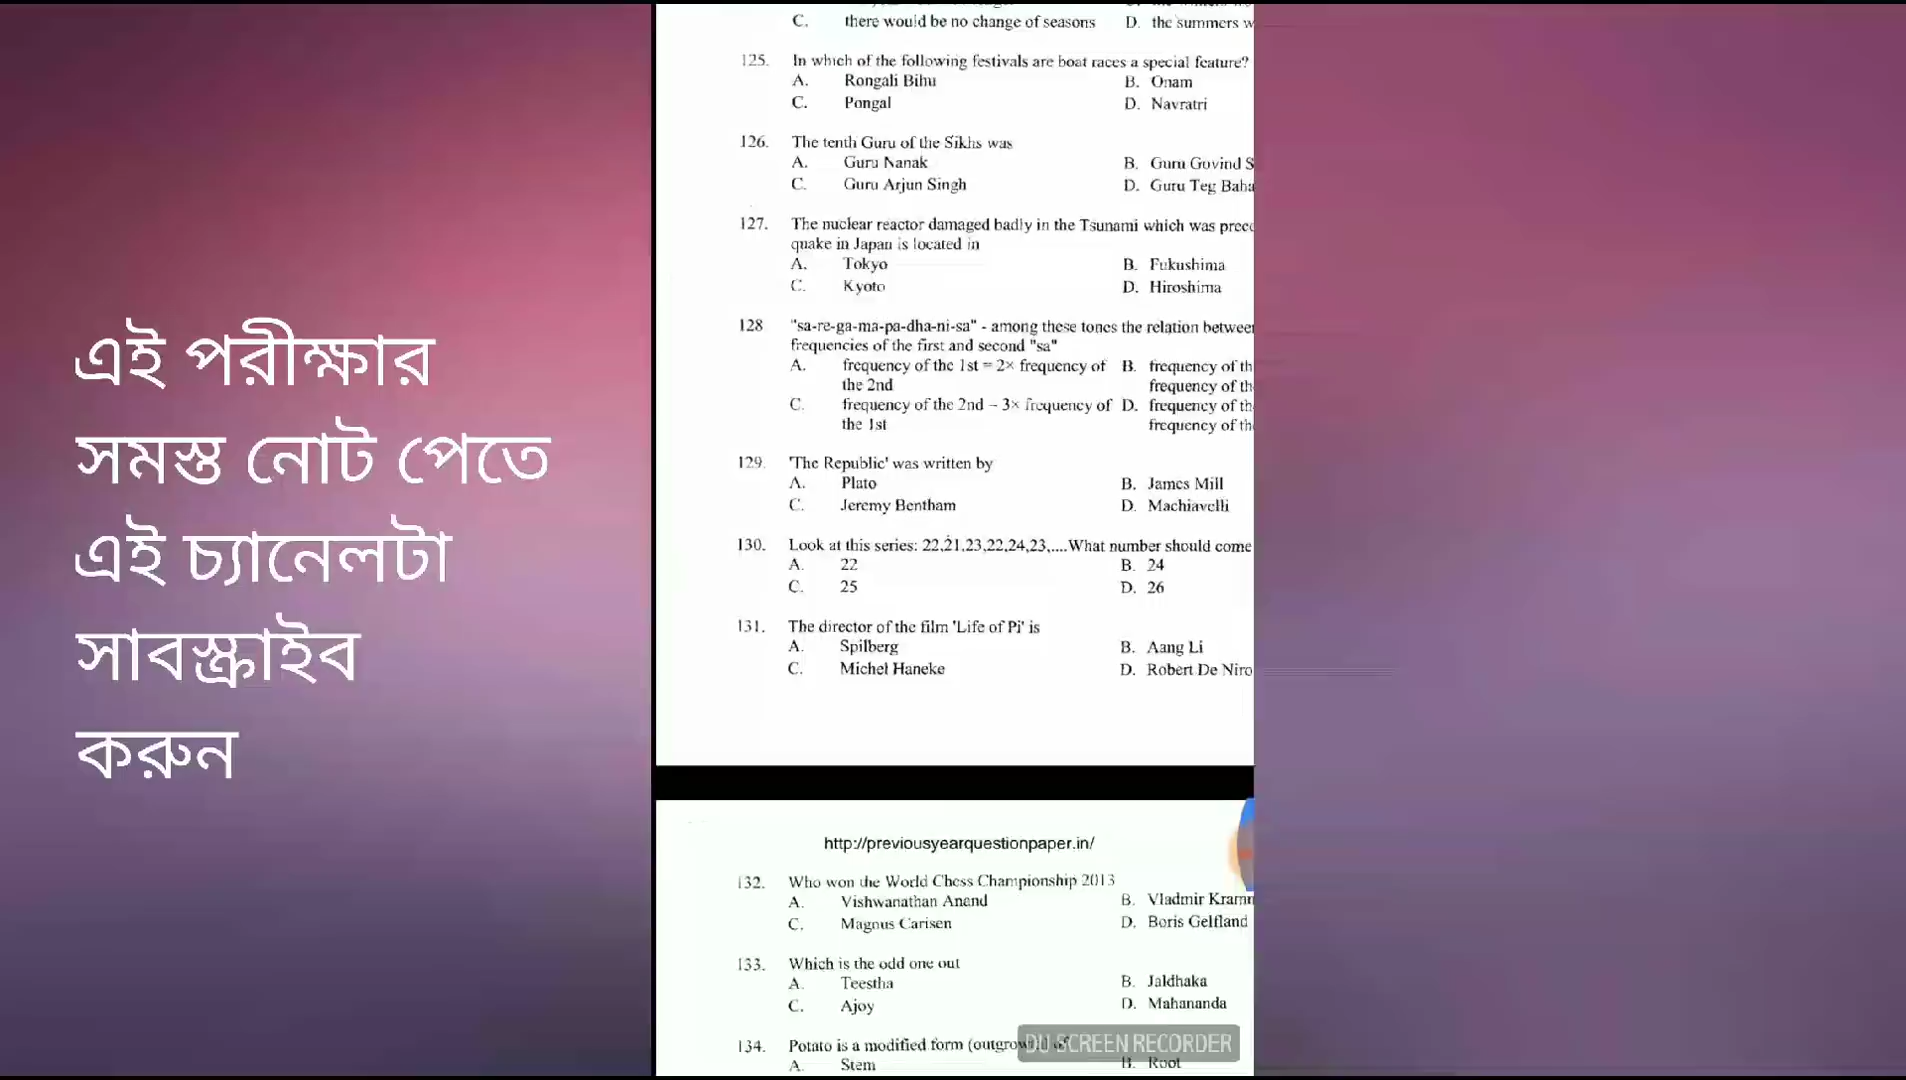 এই পরীক্ষার
সমস্ত নোট পেতে
এই চ্যানেলটা
সাবস্ক্রাইব
করুন
C. there would be no change of seasons D. the summers w
125. In which of the following festivals are boat races a special feature?
A. Rongali Bihu B. Onam
C. Pongal D. Navratri
126. The tenth Guru of the Sikhs was
A. Guru Nanak B. Guru Govind S
C. Guru Arjun Singh D. Guru Teg Baha
127. The nuclear reactor damaged badly in the Tsunami which was prec
quake in Japan is located in
A. Tokyo B. Fukushima
C. Kyoto D. Hiroshima
128 "sa-re-ga-ma-pa-dha-ni-sa" - among these tones the relation between
frequencies of the first and second "sa"
A. frequency of the 1st = 2× frequency of B. frequency of th
the 2nd frequency of th
C. frequency of the 2nd = 3× frequency of D. frequency of th
the 1st frequency of th
129. 'The Republic' was written by
A. Plato B. James Mill
C. Jeremy Bentham D. Machiavelli
130. Look at this series: 22,21,23,22,24,23,....What number should come
A. 22 B. 24
C. 25 D. 26
131. The director of the film 'Life of Pi' is
A. Spilberg B. Aang Li
C. Michel Haneke D. Robert De Niro
http://previousyearquestionpaper.in/
132. Who won the World Chess Championship 2013
A. Vishwanathan Anand B. Vladmir Kramn
C. Magnus Carisen D. Boris Gelfland
133. Which is the odd one out
A. Teestha B. Jaldhaka
C. Ajoy D. Mahananda
134. Potato is a modified form
DU SCREEN RECORDER
A. Stem B. Root